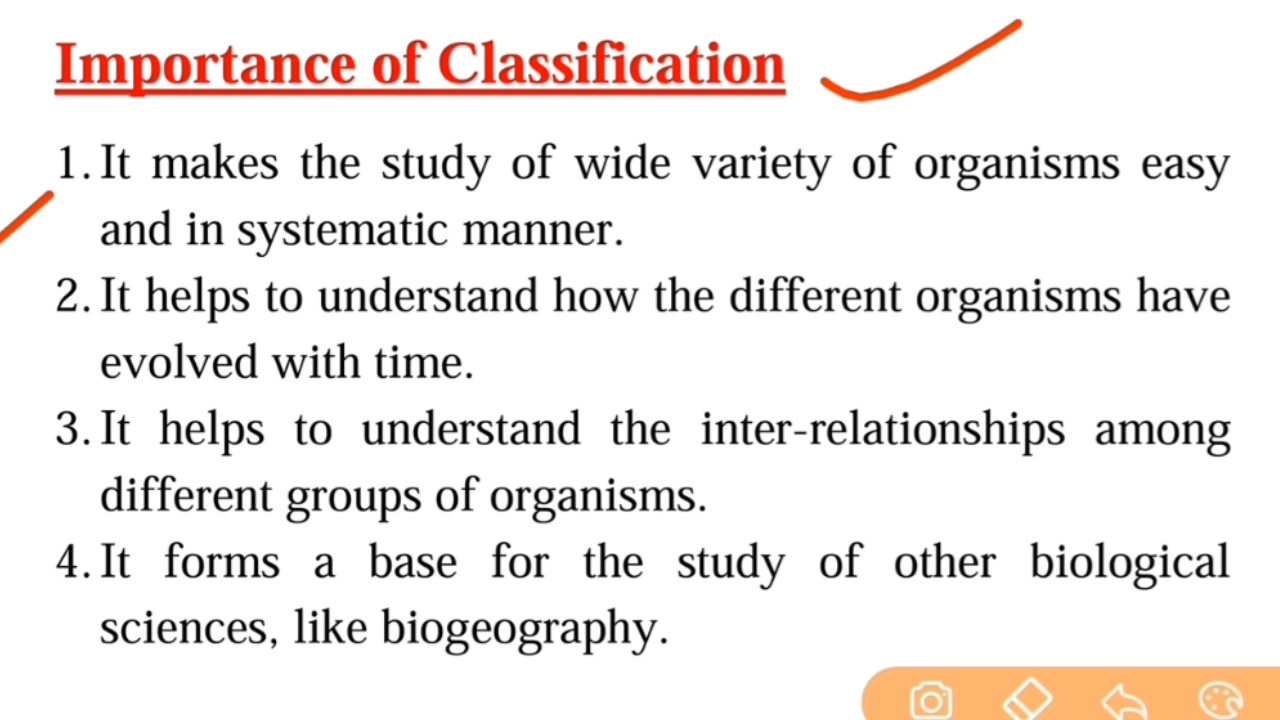 Importance of Classification
1. It makes the study of wide variety of organisms easy
and in systematic manner.
2. It helps to understand how the different organisms have
evolved with time.
3. It helps to understand the inter-relationships among
different groups of organisms.
4. It forms a base for the study of other biological
sciences, like biogeography.